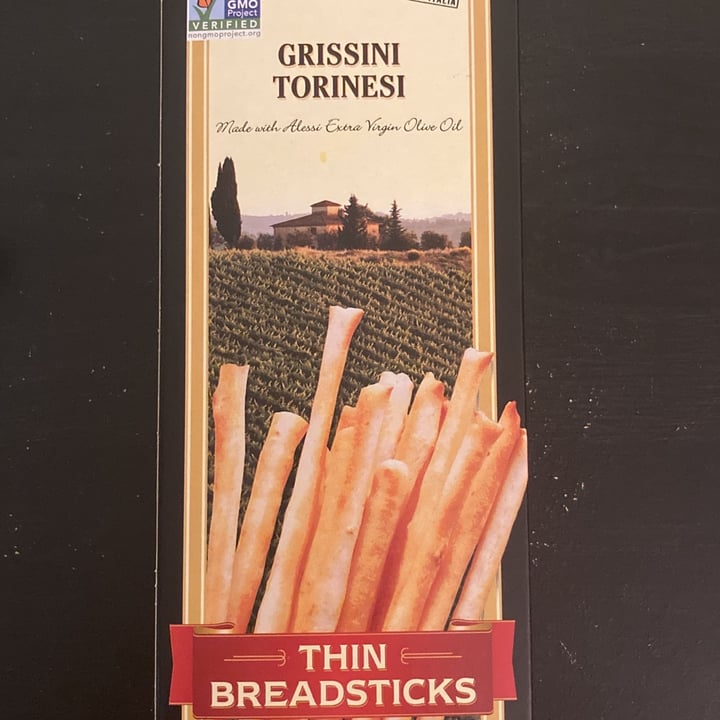 GMO
Project
VERIFIED
nongmoproject.org
ITALIA
GRISSINI
TORINESI
Made with Alessi Extra Virgin Olive Oil
THIN
BREADSTICKS